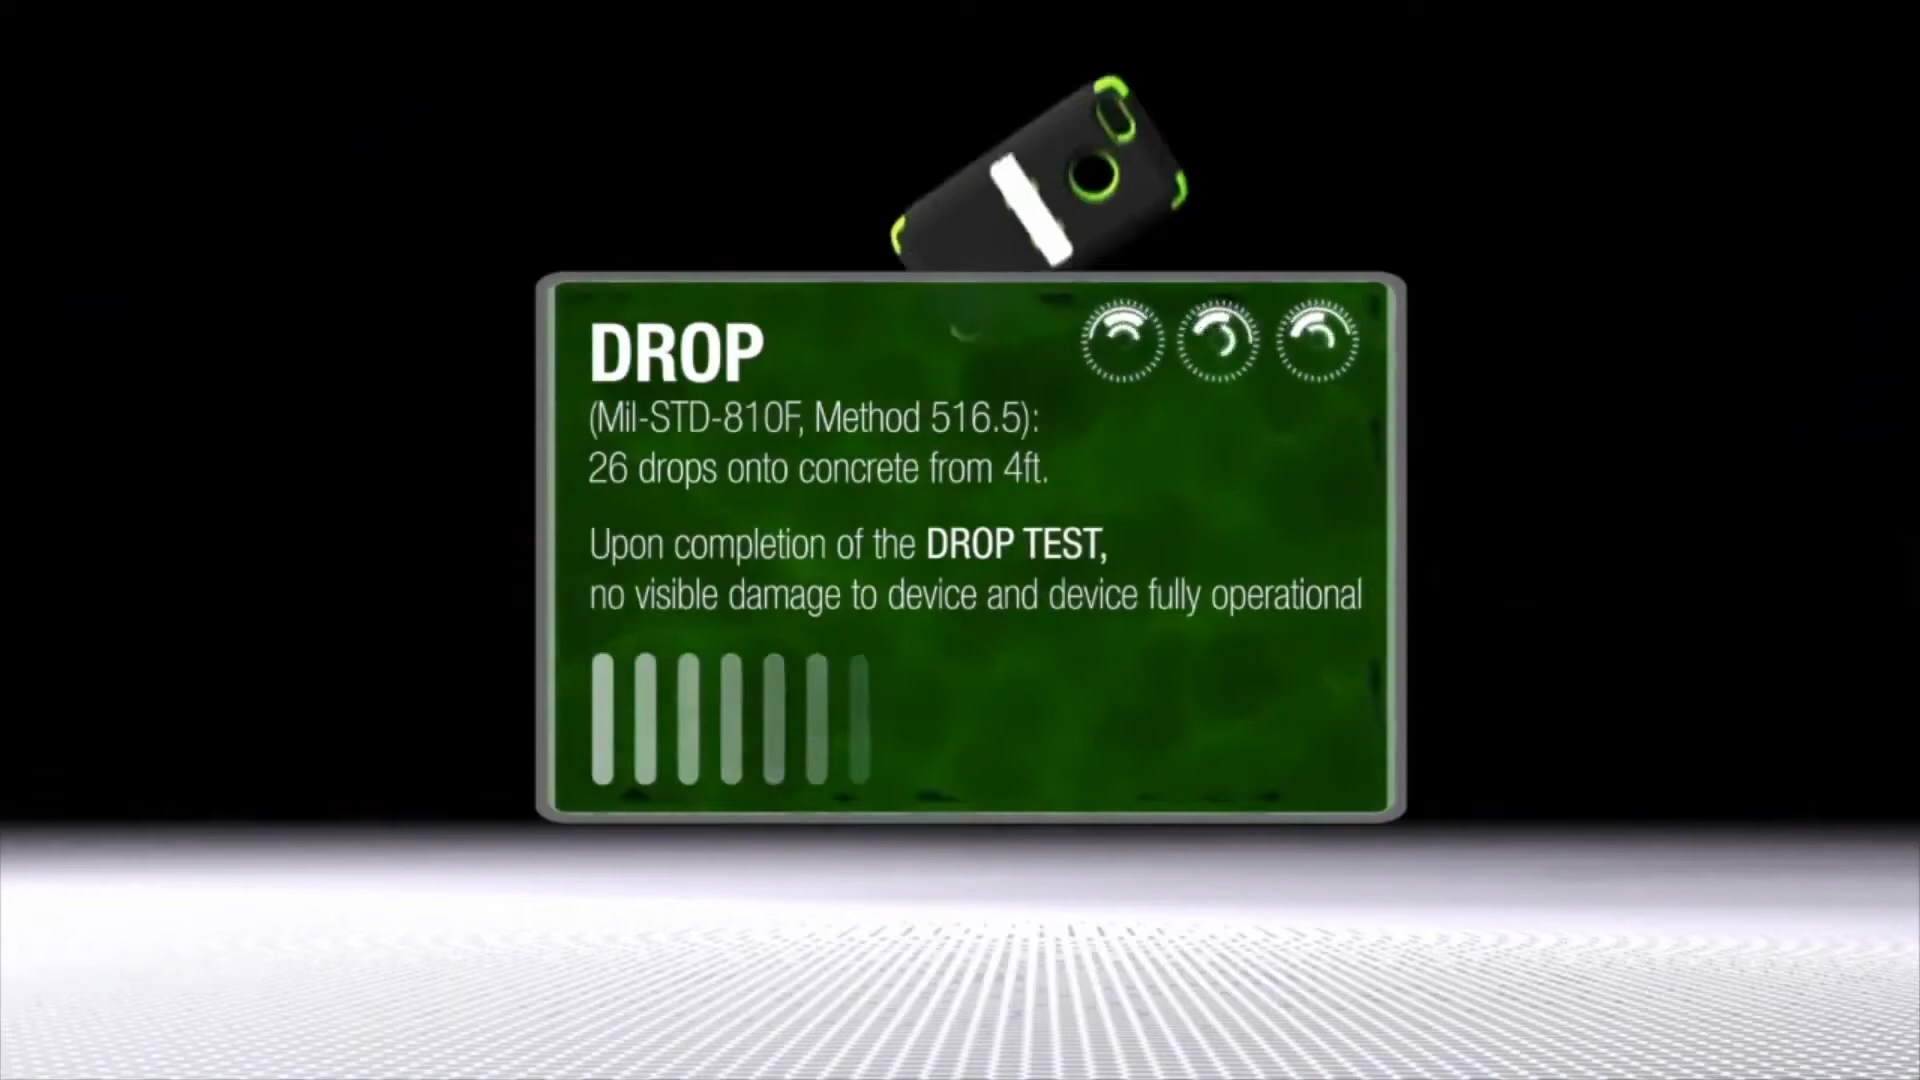 DROP
(Mil-STD-810F, Method 516.5):
26 drops onto concrete from 4ft.
Upon completion of the DROP TEST,
no visible damage to device and device fully operational